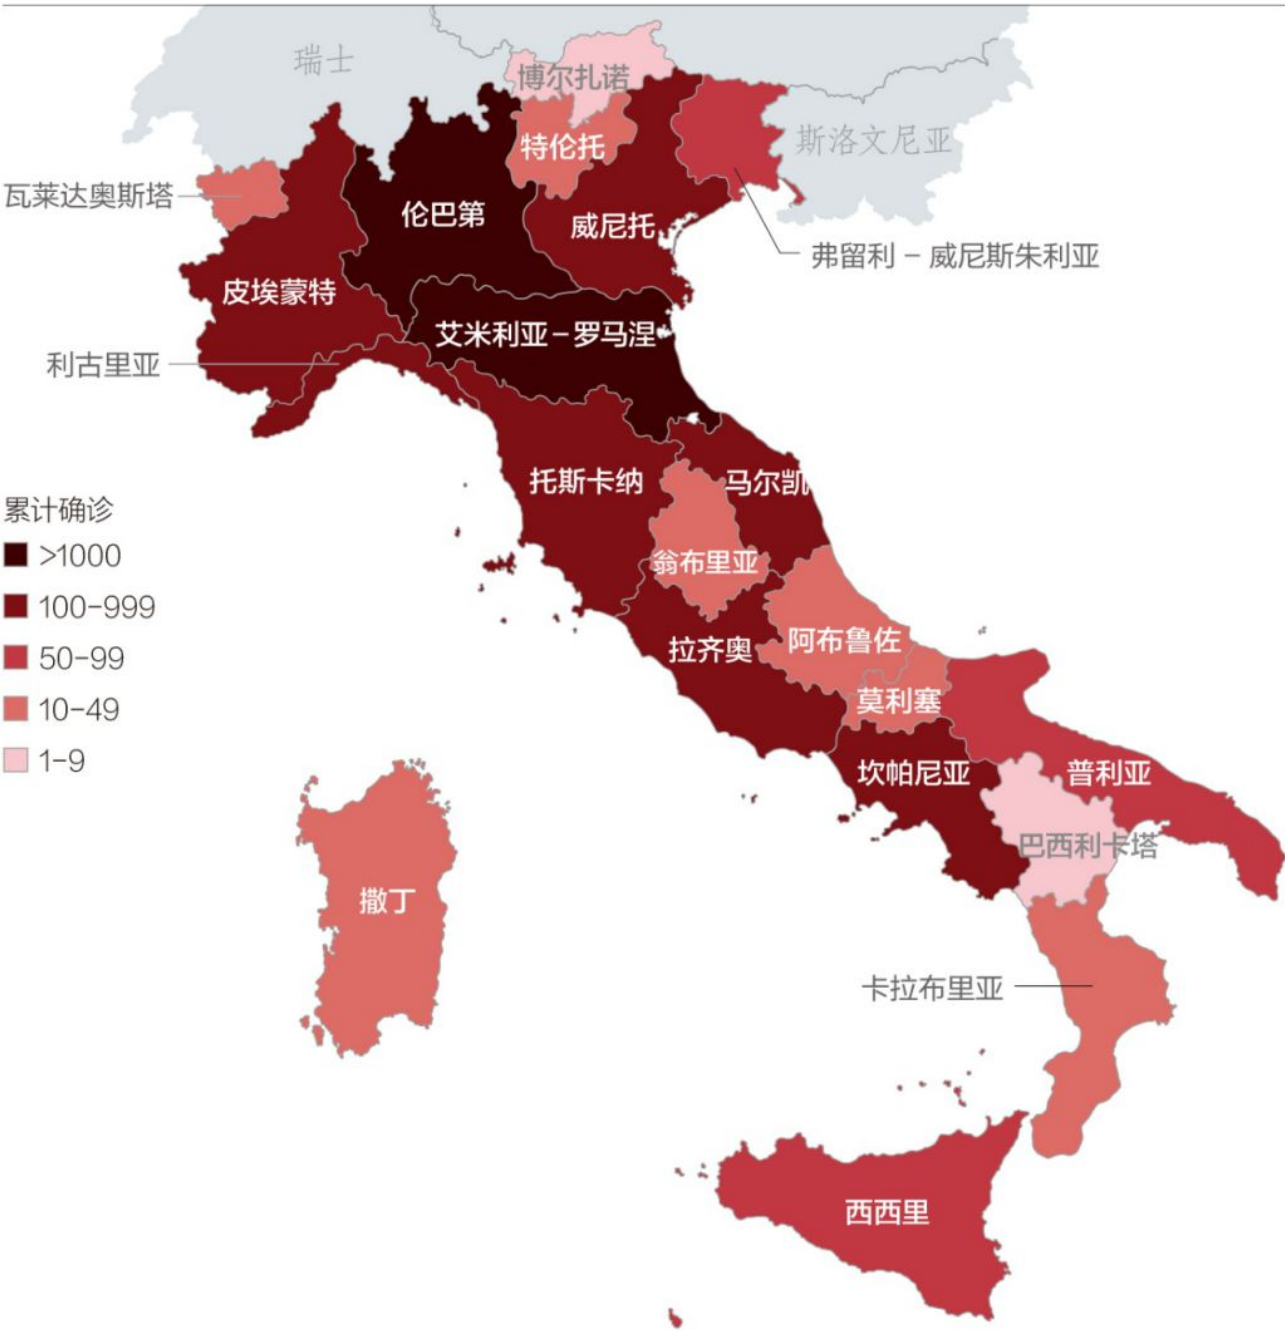 瑞士
博尔扎诺
特伦托
斯洛文尼亚
瓦莱达奥斯塔
伦巴第
威尼托
弗留利－威尼斯朱利亚
皮埃蒙特
艾米利亚－罗马涅
利古里亚
托斯卡纳
马尔凯
累计确诊
>1000
100-999
50-99
10-49
1-9
翁布里亚
拉齐奥
阿布鲁佐
莫利塞
坎帕尼亚
普利亚
巴西利卡塔
撒丁
卡拉布里亚
西西里